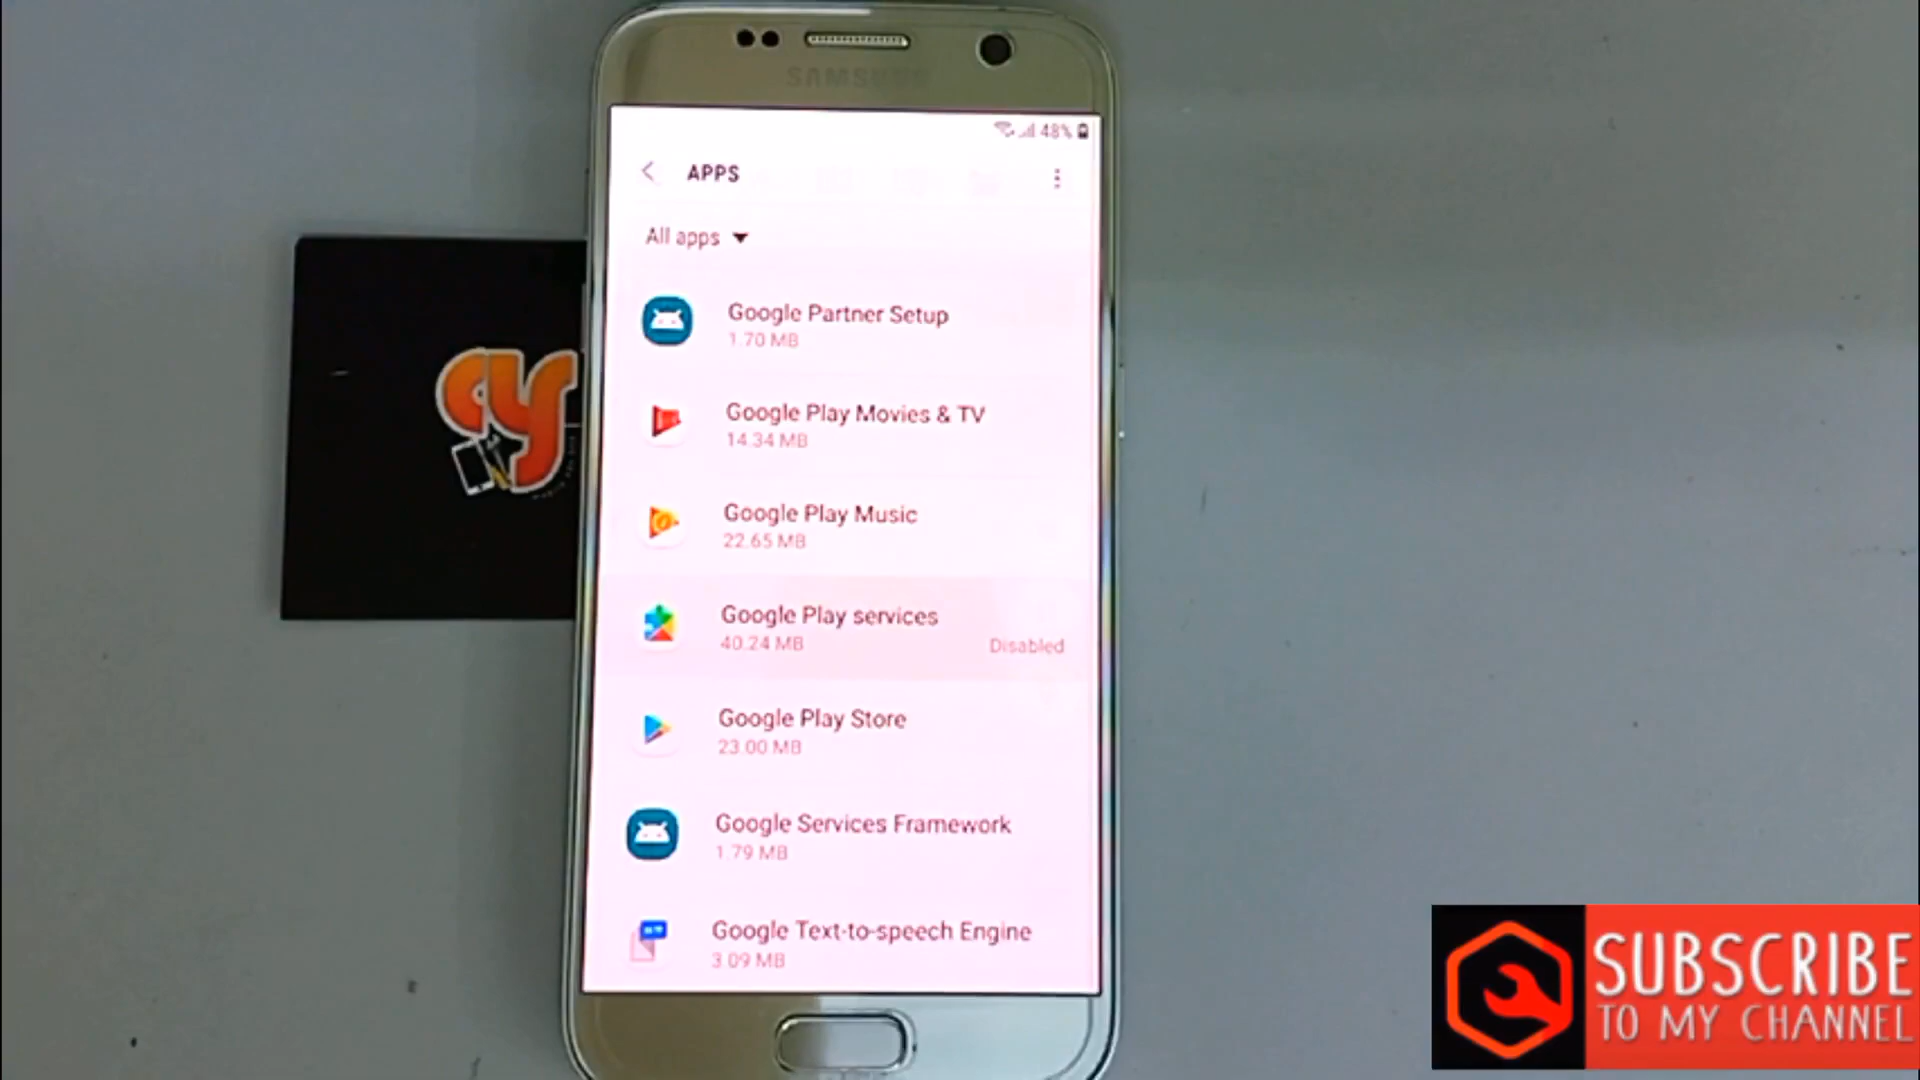 SAMSUNG
48%
APPS
All apps
Google Partner Setup
1.70 MB
Google Play Movies & TV
14.34 MB
Google Play Music
22.65 MB
Google Play services
40.24 MB
Disabled
Google Play Store
23.00 MB
Google Services Framework
1.79 MB
Google Text-to-speech Engine
3.09 MB
SUBSCRIBE
TO MY CHANNEL